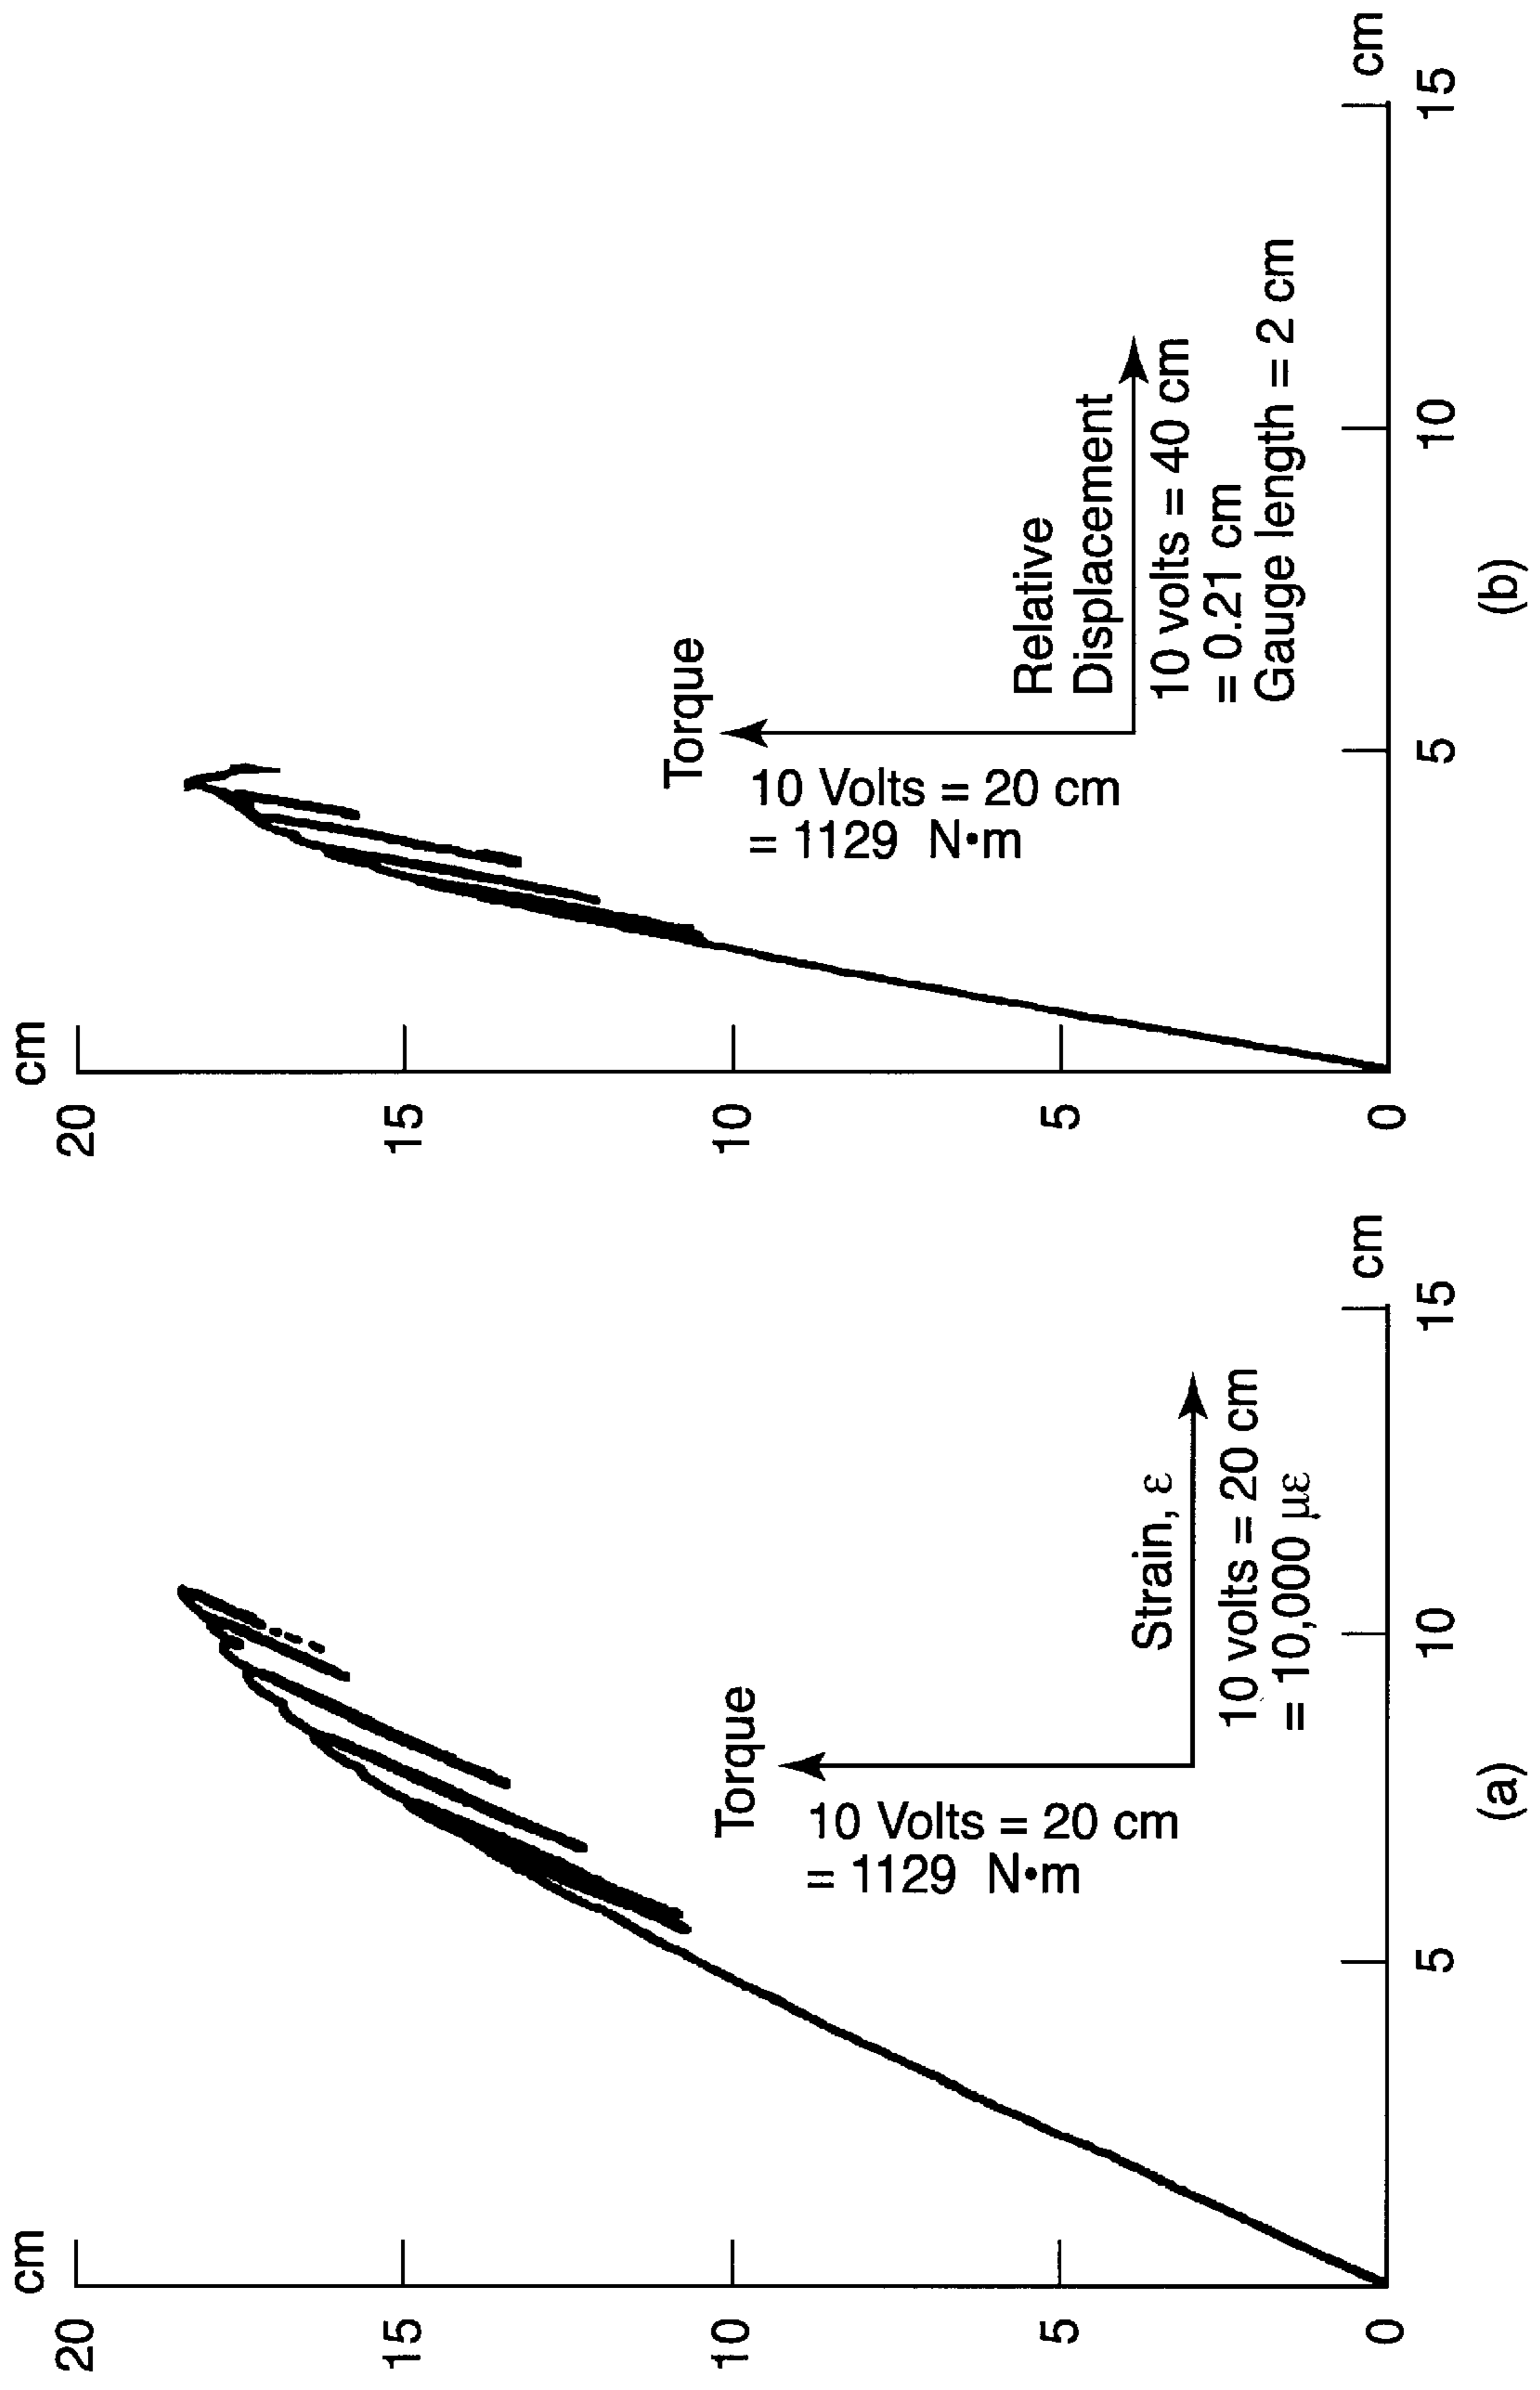 cm
20
15
10
5
0
Torque
10 Volts = 20 cm
= 1129 N•m
Strain, ε
10 volts = 20 cm
= 10,000 με
5
10
15
cm
(a)
cm
20
15
10
5
0
Torque
10 Volts = 20 cm
= 1129 N•m
Relative
Displacement
10 volts = 40 cm
= 0.21 cm
Gauge length = 2 cm
5
10
15
cm
(b)